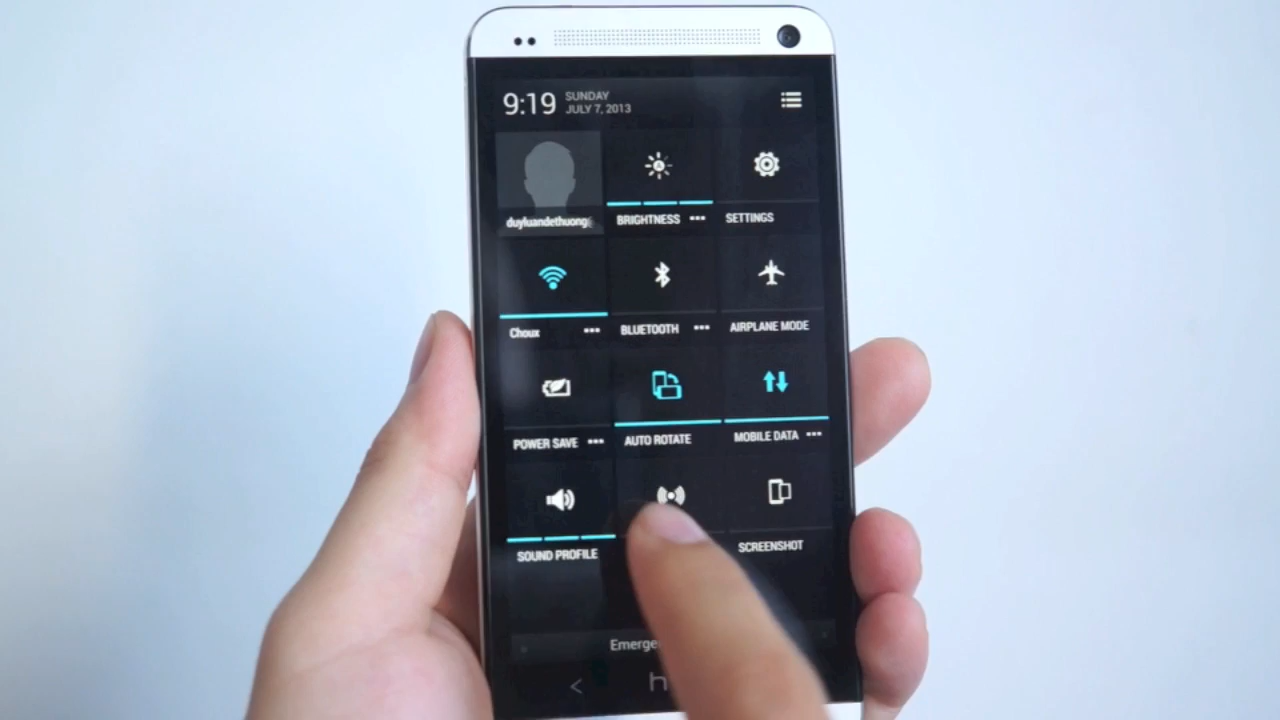 9:19
SUNDAY
JULY 7, 2013
duyluandethuong
BRIGHTNESS
SETTINGS
Choux
BLUETOOTH
AIRPLANE MODE
POWER SAVE
AUTO ROTATE
MOBILE DATA
SOUND PROFILE
SCREENSHOT
Emerge
h